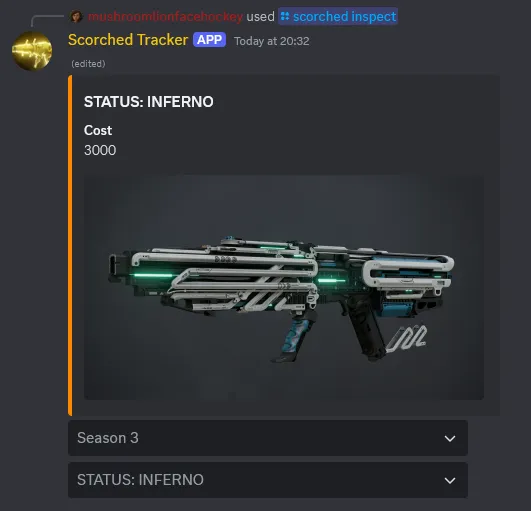 mushroomlionfacehockey used scorched inspect
Scorched Tracker APP Today at 20:32
(edited)
STATUS: INFERNO
Cost
3000
Season 3
STATUS: INFERNO